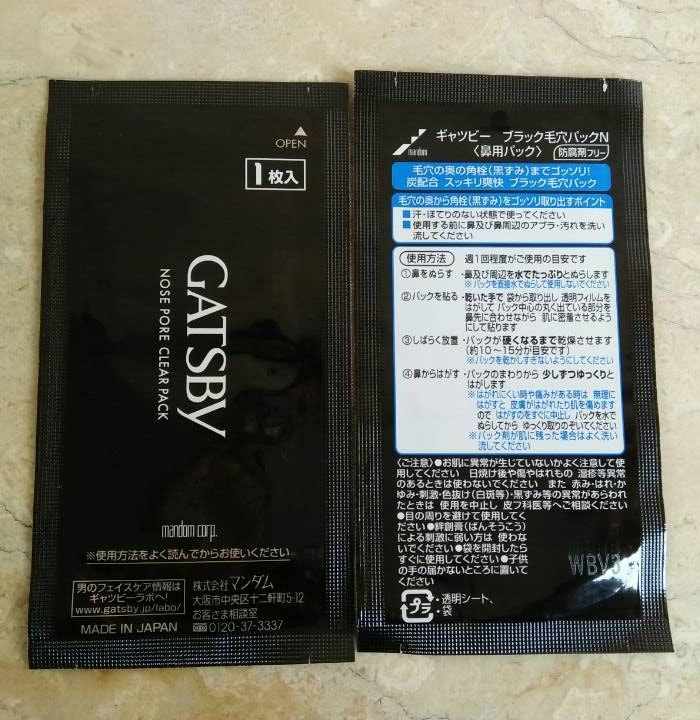 OPEN
1枚入
GATSBY
NOSE PORE CLEAR PACK
mandom corp.
※使用方法をよく読んでからお使いください
男のフェイスケア情報は
ギャツビーラボへ!
www.gatsby.jp/labo/
MADE IN JAPAN
株式会社マンダム
大阪市中央区十二軒町5-12
お客さま相談室
0120-37-3337
mandom
ギャツビー ブラック毛穴パックN
〈鼻用パック〉 防腐剤フリー
毛穴の奥の角栓(黒ずみ)までゴッソリ!
炭配合 スッキリ爽快 ブラック毛穴パック
毛穴の奥から角栓(黒ずみ)をゴッソリ取り出すポイント
■汗・ほてりのない状態で使ってください
■使用する前に鼻及び鼻周辺のアブラ・汚れを洗い
流してください
使用方法 週1回程度がご使用の目安です
①鼻をぬらす・鼻及び周辺を水でたっぷりとぬらします
※パックを直接水でぬらして使用しないでください
②パックを貼る・乾いた手で 袋から取り出し 透明フィルムを
はがして パック中心の丸く出ている部分を
鼻先に合わせながら 肌に密着させるように
して貼ります
③しばらく放置・パックが硬くなるまで乾燥させます
(約10〜15分が目安です)
※パックを乾かしすぎないようにしてください
④鼻からはがす・パックのまわりから 少しずつゆっくりと
はがします
※はがれにくい時や痛みがある時は 無理に
はがすと 皮膚がはがれたり肌を傷めます
ので はがすのをすぐに中止し パックを水で
ぬらしてから ゆっくり取りのぞいてください
※パック剤が肌に残った場合はよく洗い
流してください
〈ご注意〉●お肌に異常が生じていないかよく注意して使
用してください 日焼け後や傷やはれもの 湿疹等異常
のあるときは使わないでください また 赤み・はれ・か
ゆみ・刺激・色抜け(白斑等)・黒ずみ等の異常があらわれ
たときは 使用を中止し 皮フ科医等へご相談ください
●目の周りを避けて使用してく
ださい ●絆創膏(ばんそうこう)
による刺激に弱い方は 使わな
いでください ●袋を開封したら
すぐに使用してください ●子供
の手の届かないところに置いて
ください
WBV3
プラ
:透明シート、
袋